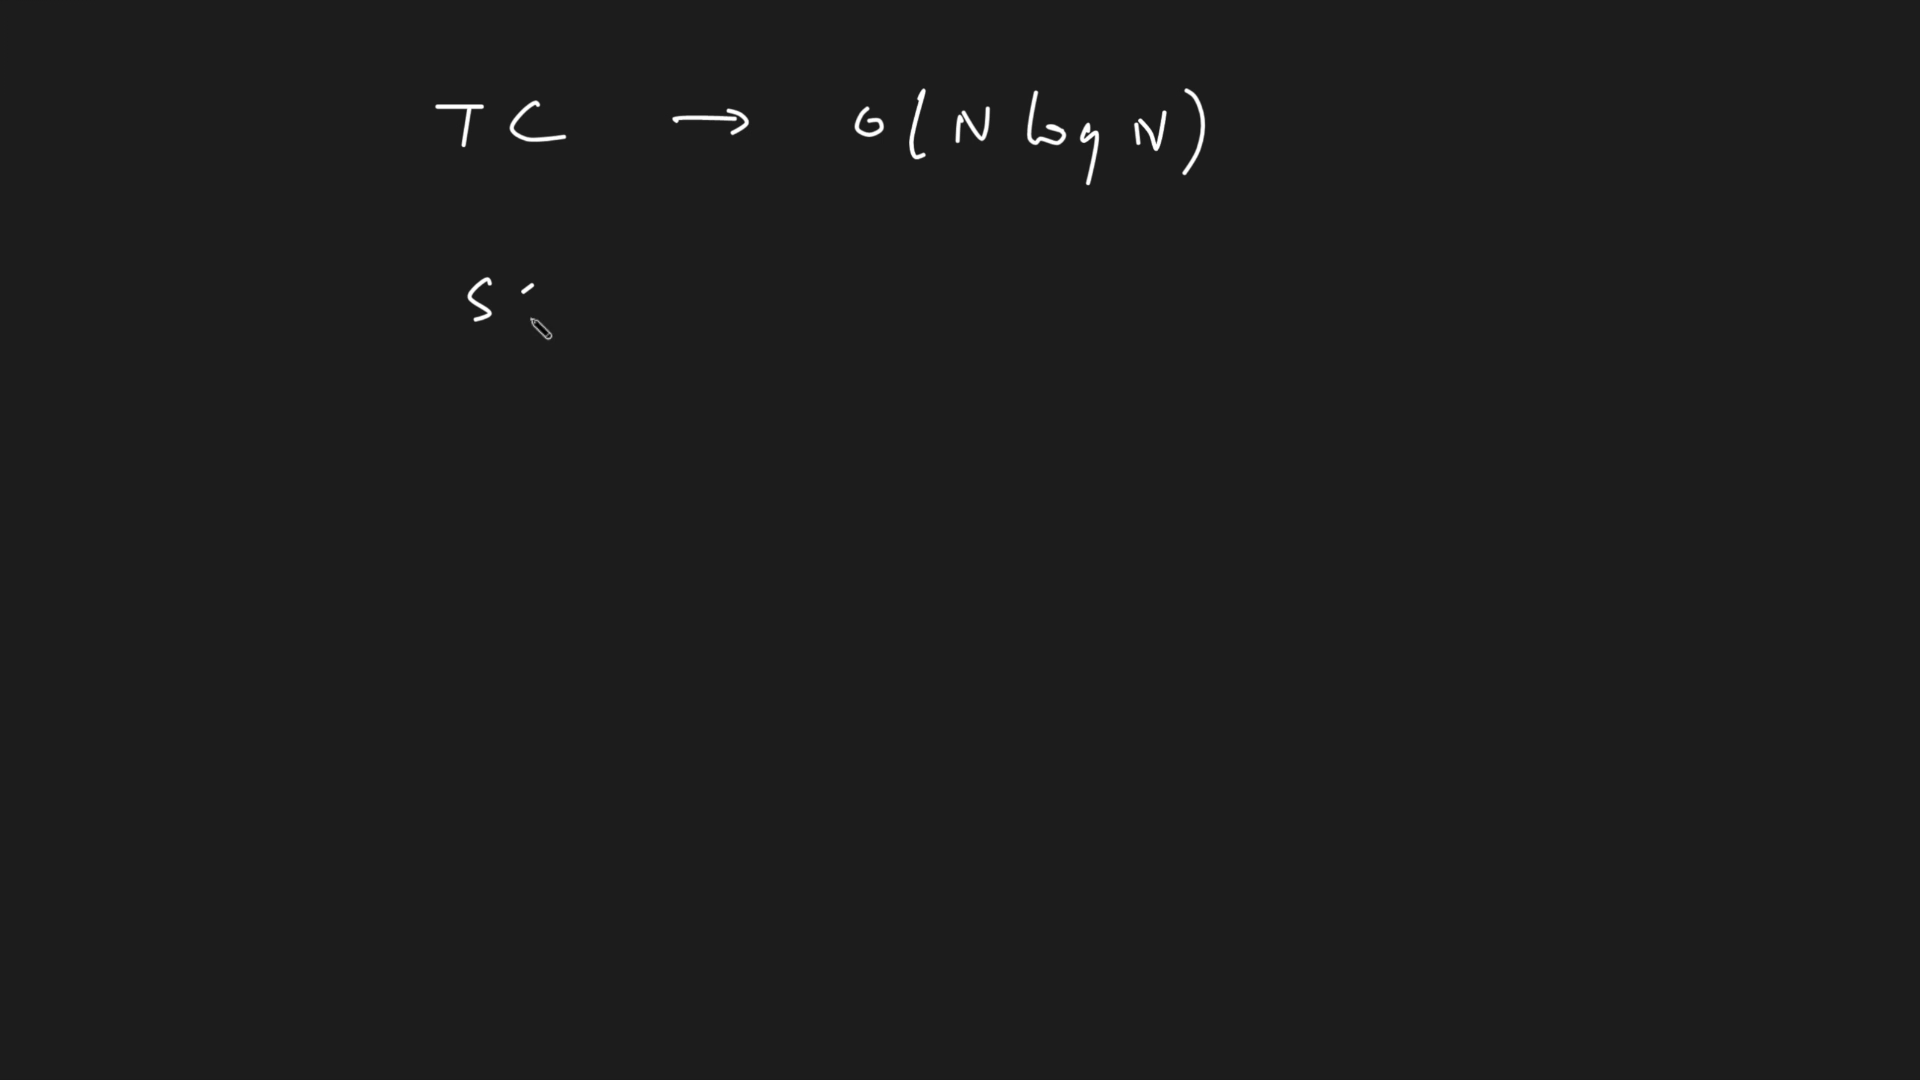 TC → O(N log N)
S